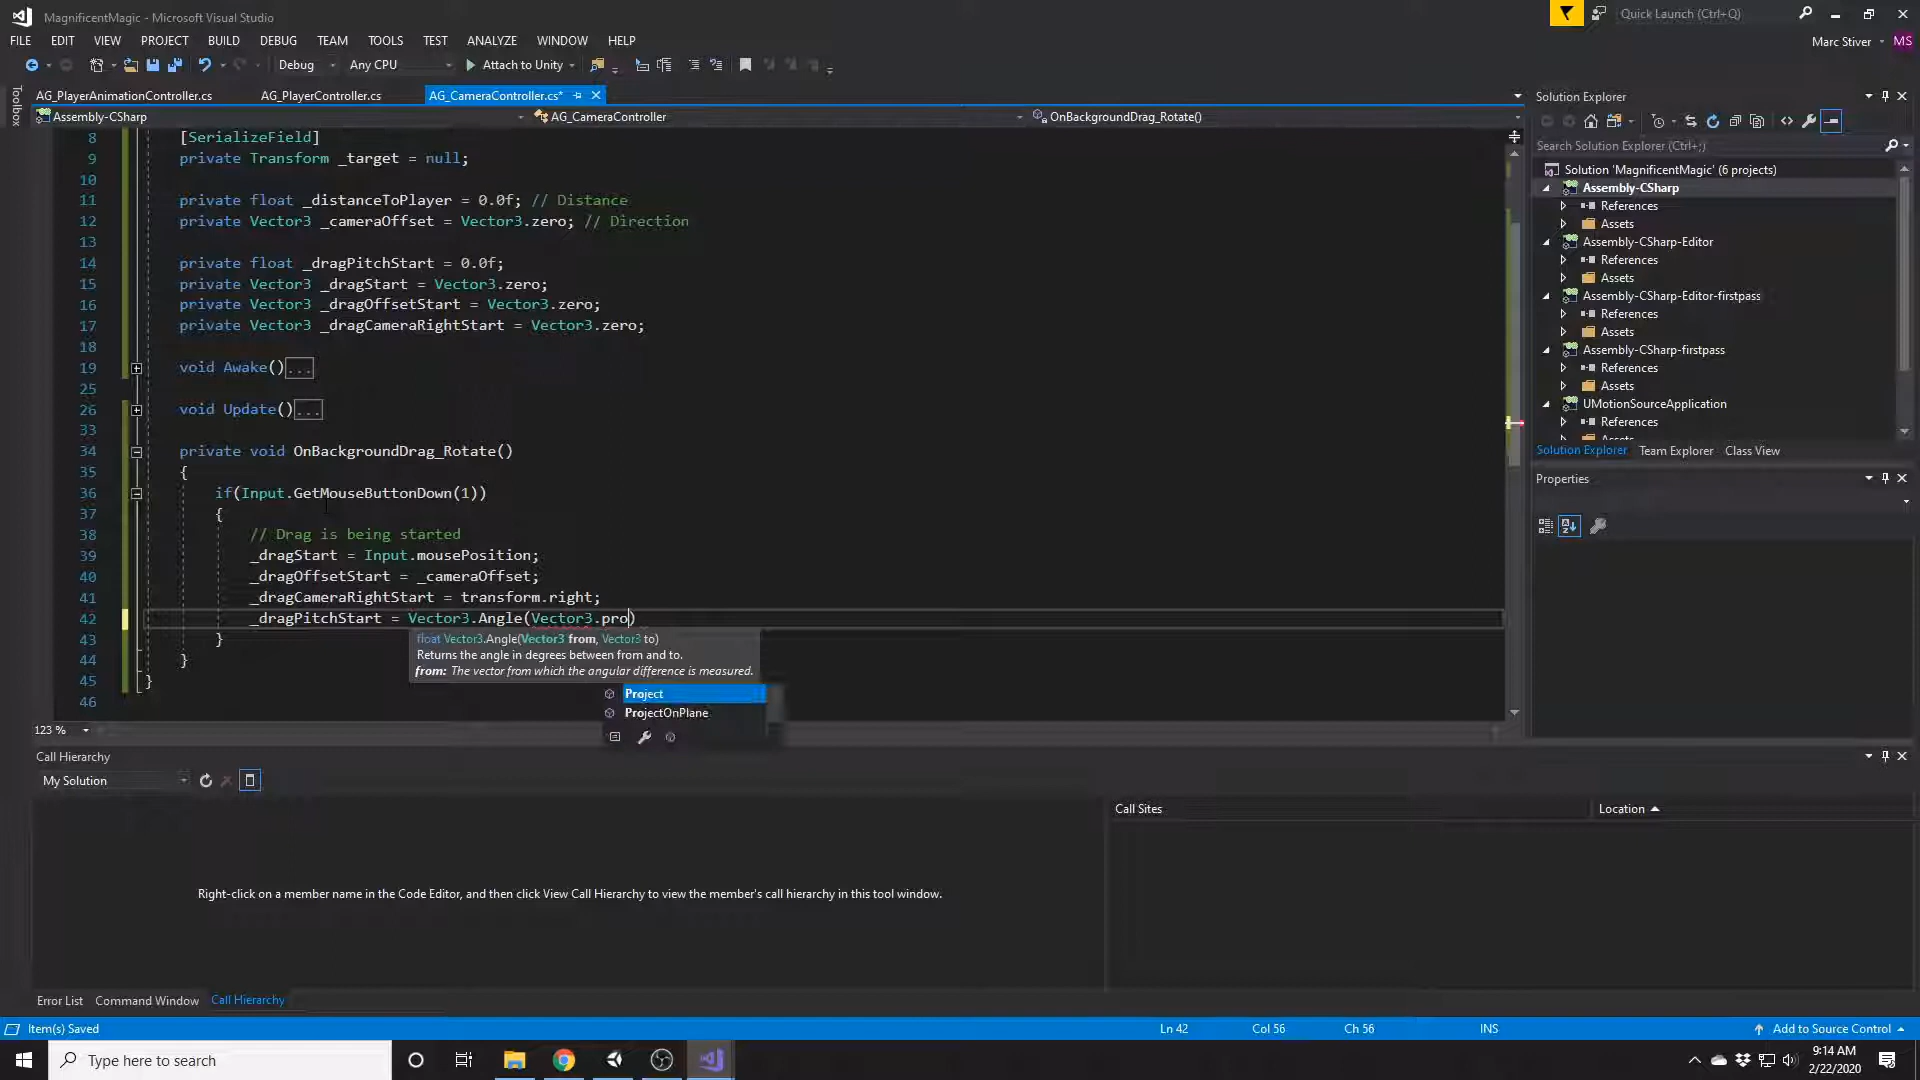 MagnificentMagic - Microsoft Visual Studio
Quick Launch (Ctrl+Q)
FILE EDIT VIEW PROJECT BUILD DEBUG TEAM TOOLS TEST ANALYZE WINDOW HELP
Marc Stiver MS
Debug Any CPU Attach to Unity
Toolbox
AG_PlayerAnimationController.cs AG_PlayerController.cs AG_CameraController.cs*
Assembly-CSharp AG_CameraController OnBackgroundDrag_Rotate()
8 [SerializeField]
9 private Transform _target = null;
10
11 private float _distanceToPlayer = 0.0f; // Distance
12 private Vector3 _cameraOffset = Vector3.zero; // Direction
13
14 private float _dragPitchStart = 0.0f;
15 private Vector3 _dragStart = Vector3.zero;
16 private Vector3 _dragOffsetStart = Vector3.zero;
17 private Vector3 _dragCameraRightStart = Vector3.zero;
18
19 void Awake()...
25
26 void Update()...
33
34 private void OnBackgroundDrag_Rotate()
35 {
36 if(Input.GetMouseButtonDown(1))
37 {
38 // Drag is being started
39 _dragStart = Input.mousePosition;
40 _dragOffsetStart = _cameraOffset;
41 _dragCameraRightStart = transform.right;
42 _dragPitchStart = Vector3.Angle(Vector3.pro)
43 }
44 }
45 }
46
float Vector3.Angle(Vector3 from, Vector3 to)
Returns the angle in degrees between from and to.
from: The vector from which the angular difference is measured.
Project
ProjectOnPlane
123 %
Solution Explorer
Search Solution Explorer (Ctrl+;)
Solution 'MagnificentMagic' (6 projects)
Assembly-CSharp
References
Assets
Assembly-CSharp-Editor
References
Assets
Assembly-CSharp-Editor-firstpass
References
Assets
Assembly-CSharp-firstpass
References
Assets
UMotionSourceApplication
References
Assets
Solution Explorer Team Explorer Class View
Properties
Call Hierarchy
My Solution
Call Sites Location
Right-click on a member name in the Code Editor, and then click View Call Hierarchy to view the member's call hierarchy in this tool window.
Error List Command Window Call Hierarchy
Item(s) Saved Ln 42 Col 56 Ch 56 INS Add to Source Control
Type here to search
9:14 AM
2/22/2020